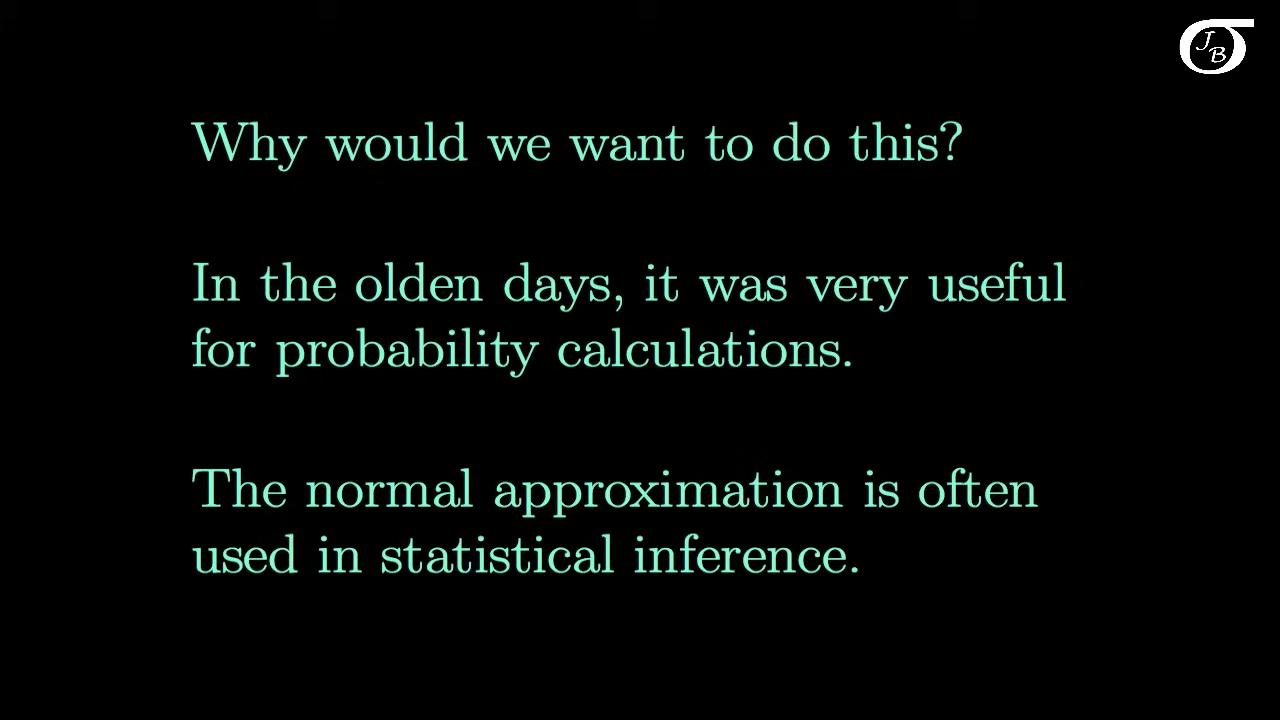 JB
Why would we want to do this?
In the olden days, it was very useful
for probability calculations.
The normal approximation is often
used in statistical inference.